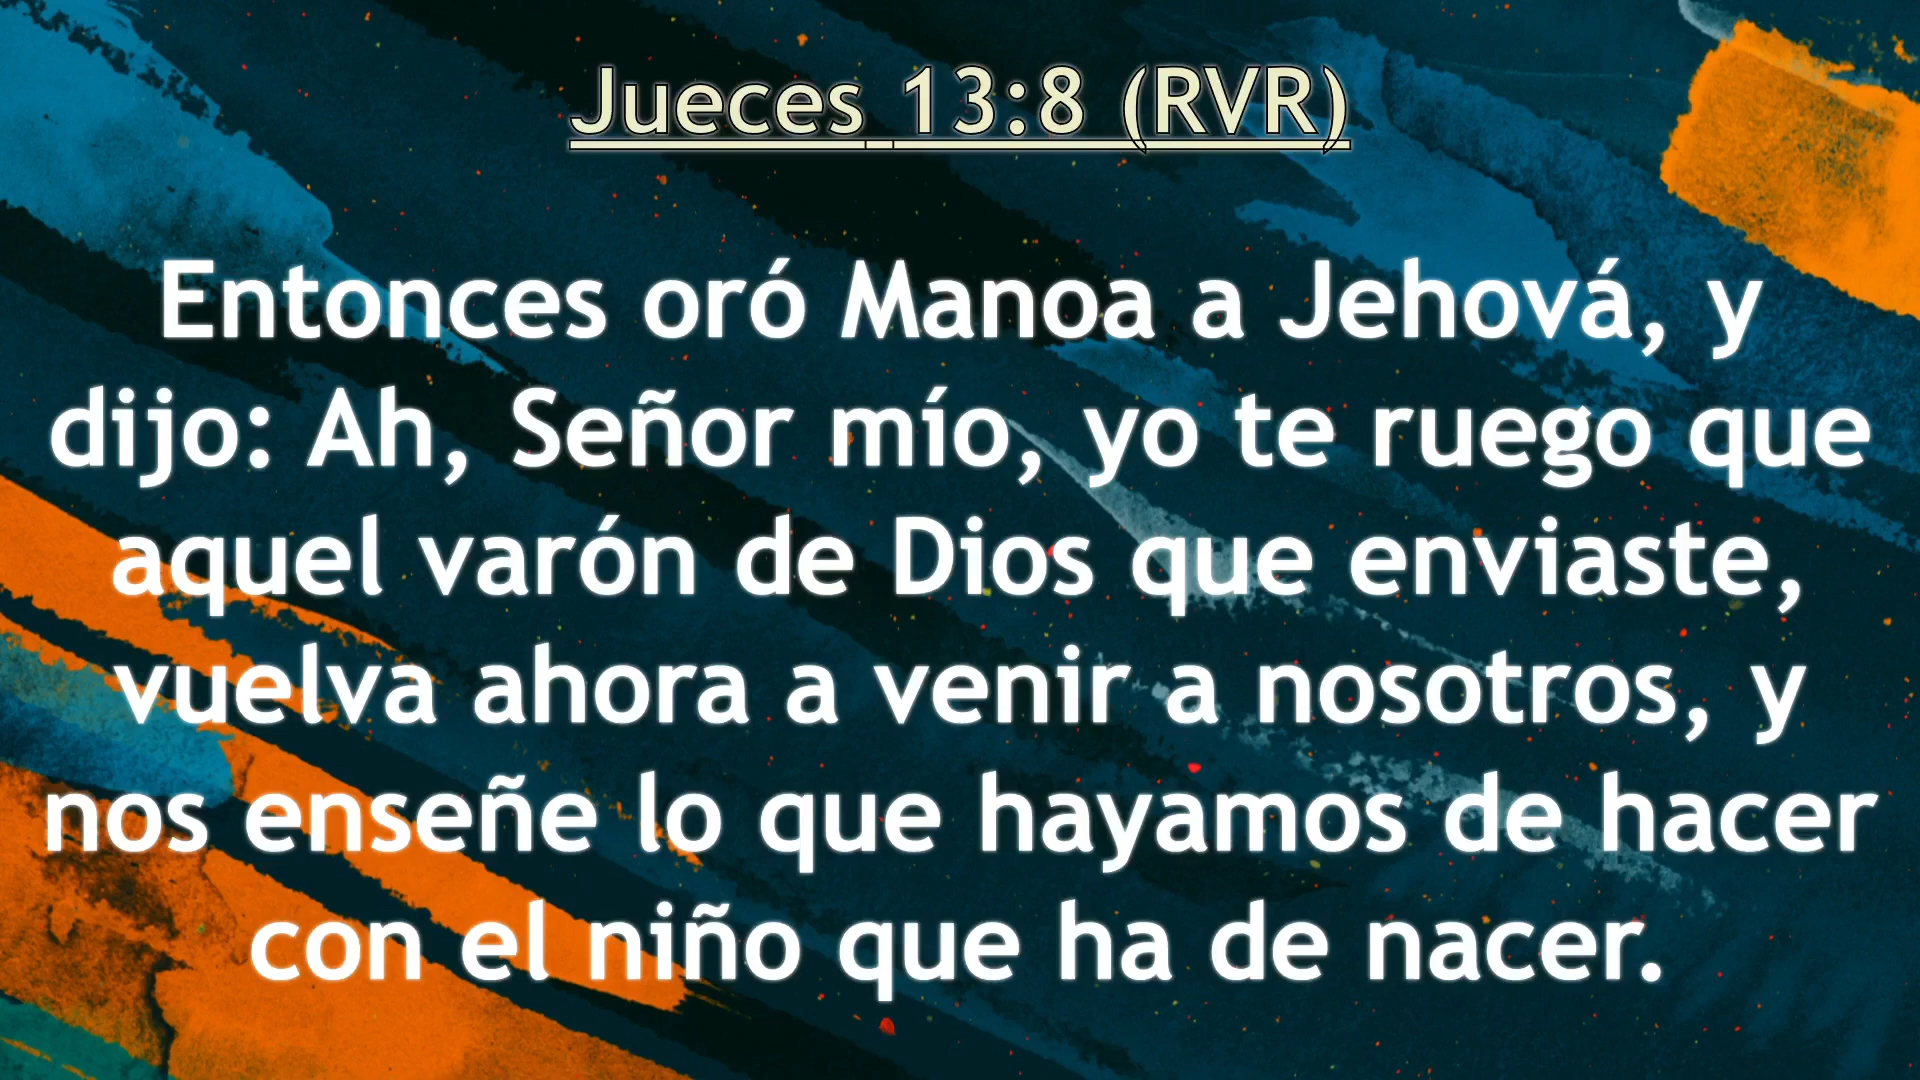 Jueces 13:8 (RVR)
Entonces oró Manoa a Jehová, y
dijo: Ah, Señor mío, yo te ruego que
aquel varón de Dios que enviaste,
vuelva ahora a venir a nosotros, y
nos enseñe lo que hayamos de hacer
con el niño que ha de nacer.